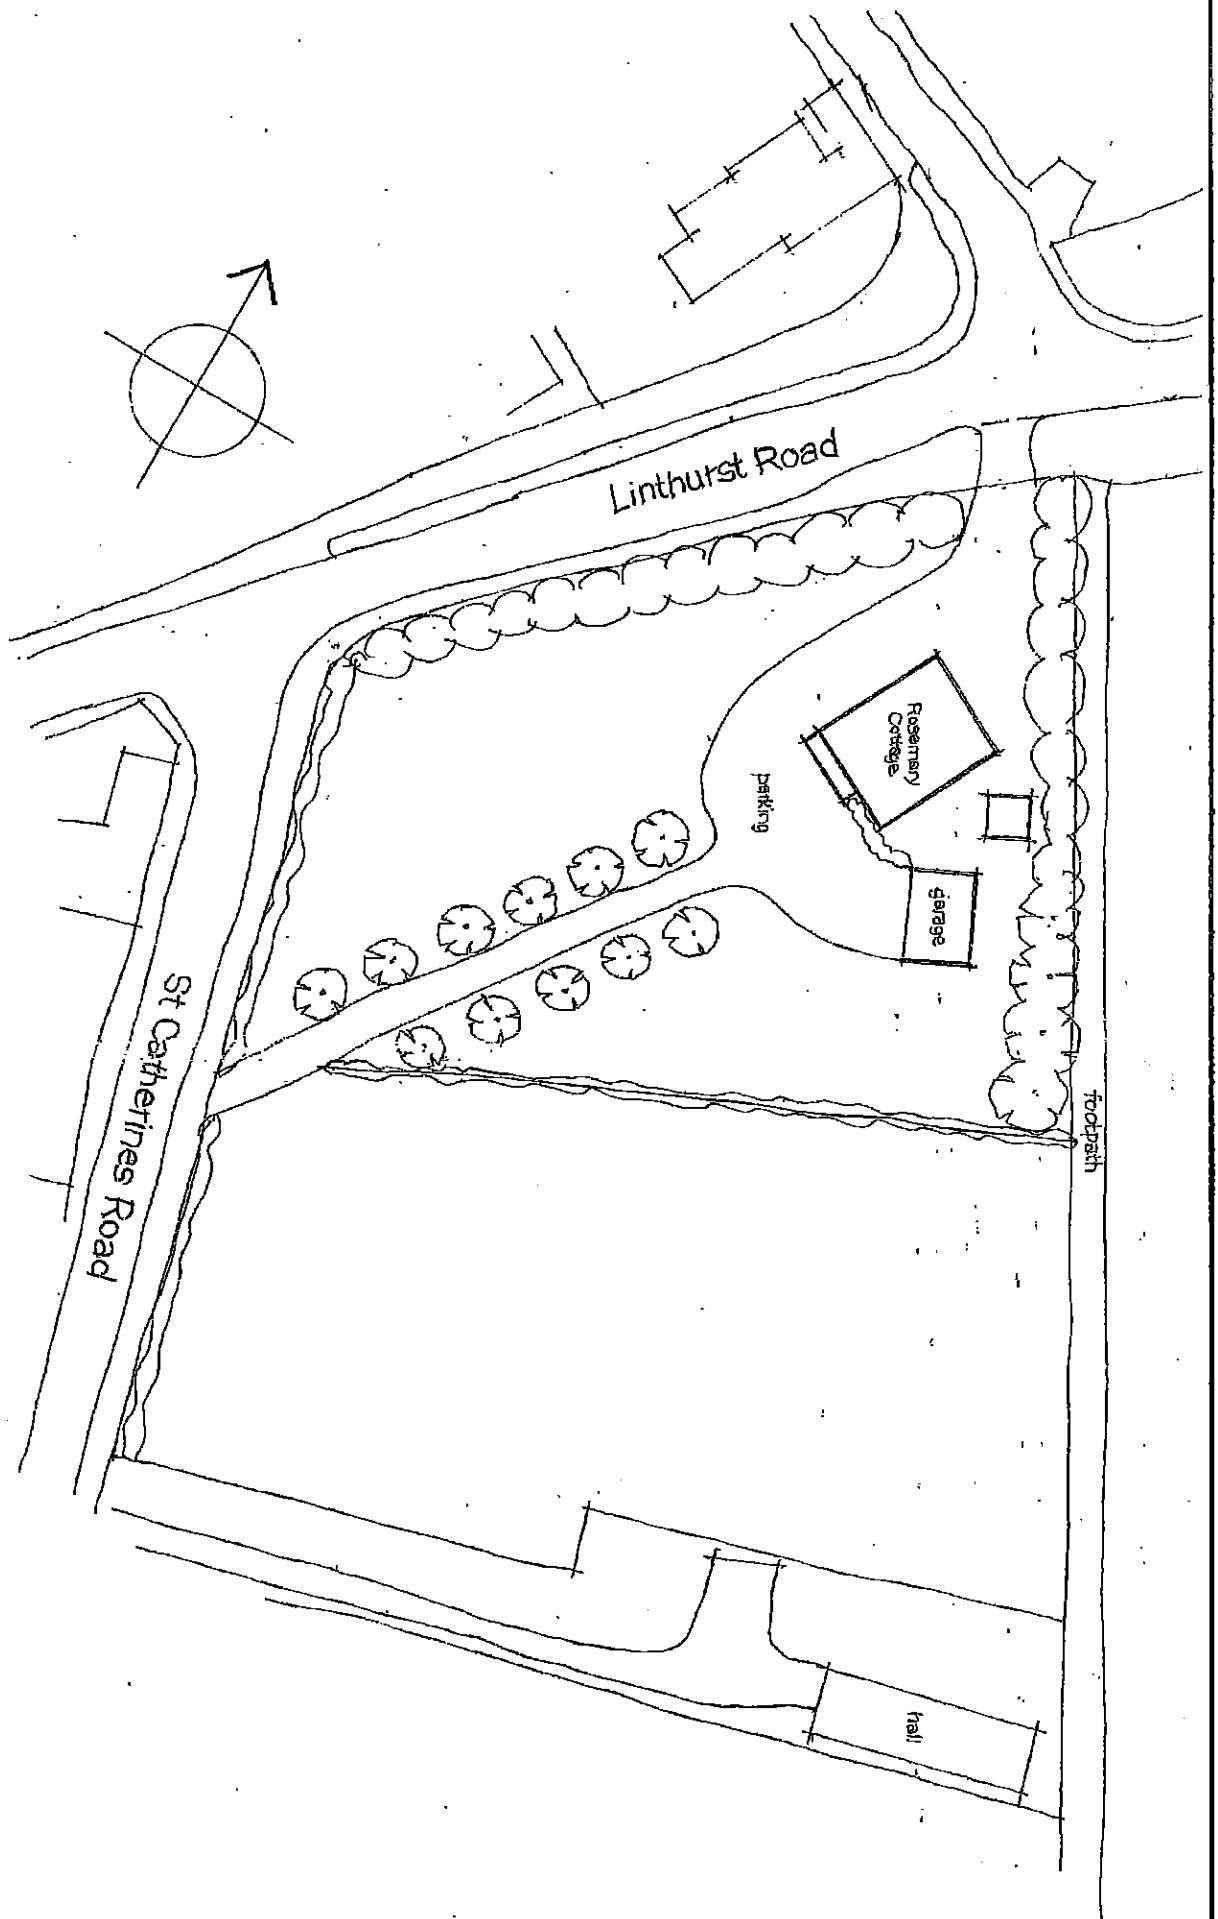 Linthurst Road
Rosemary
Cottage
parking
garage
St Catherines Road
footpath
hall